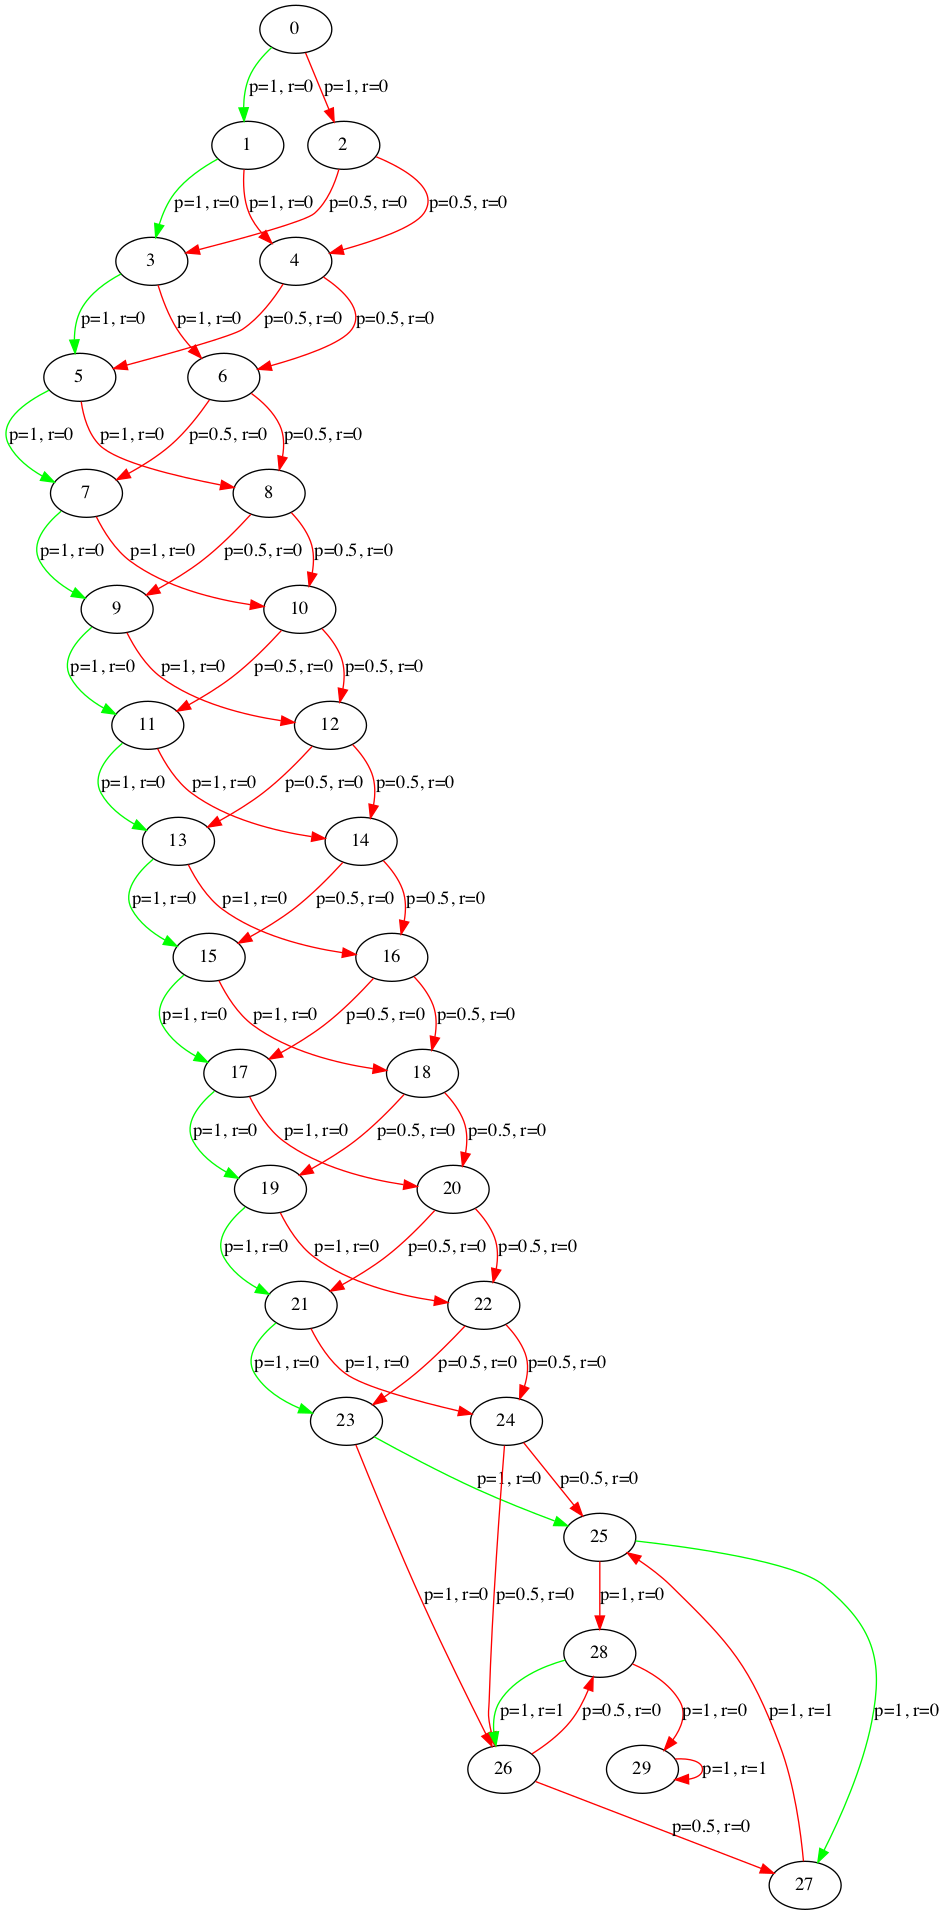 0
p=1, r=0
p=1, r=0
1
2
p=1, r=0
p=1, r=0
p=0.5, r=0
p=0.5, r=0
3
4
p=1, r=0
p=1, r=0
p=0.5, r=0
p=0.5, r=0
5
6
p=1, r=0
p=1, r=0
p=0.5, r=0
p=0.5, r=0
7
8
p=1, r=0
p=1, r=0
p=0.5, r=0
p=0.5, r=0
9
10
p=1, r=0
p=1, r=0
p=0.5, r=0
p=0.5, r=0
11
12
p=1, r=0
p=1, r=0
p=0.5, r=0
p=0.5, r=0
13
14
p=1, r=0
p=1, r=0
p=0.5, r=0
p=0.5, r=0
15
16
p=1, r=0
p=1, r=0
p=0.5, r=0
p=0.5, r=0
17
18
p=1, r=0
p=1, r=0
p=0.5, r=0
p=0.5, r=0
19
20
p=1, r=0
p=1, r=0
p=0.5, r=0
p=0.5, r=0
21
22
p=1, r=0
p=1, r=0
p=0.5, r=0
p=0.5, r=0
23
24
p=1, r=0
p=0.5, r=0
25
p=1, r=0
p=0.5, r=0
p=1, r=0
28
p=1, r=1
p=0.5, r=0
p=1, r=0
p=1, r=1
p=1, r=0
26
29
p=1, r=1
p=0.5, r=0
27